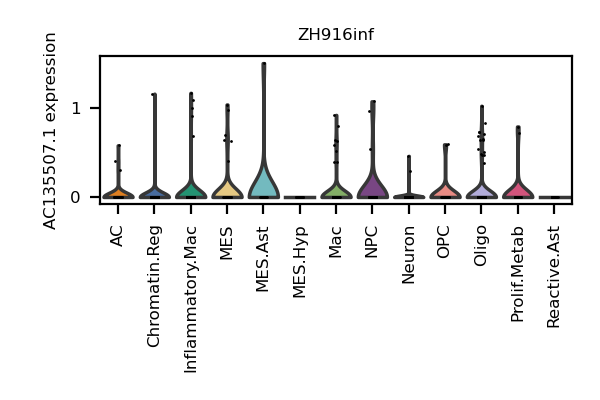 ZH916inf
AC135507.1 expression
1
0
AC
Chromatin.Reg
Inflammatory.Mac
MES
MES.Ast
MES.Hyp
Mac
NPC
Neuron
OPC
Oligo
Prolif.Metab
Reactive.Ast